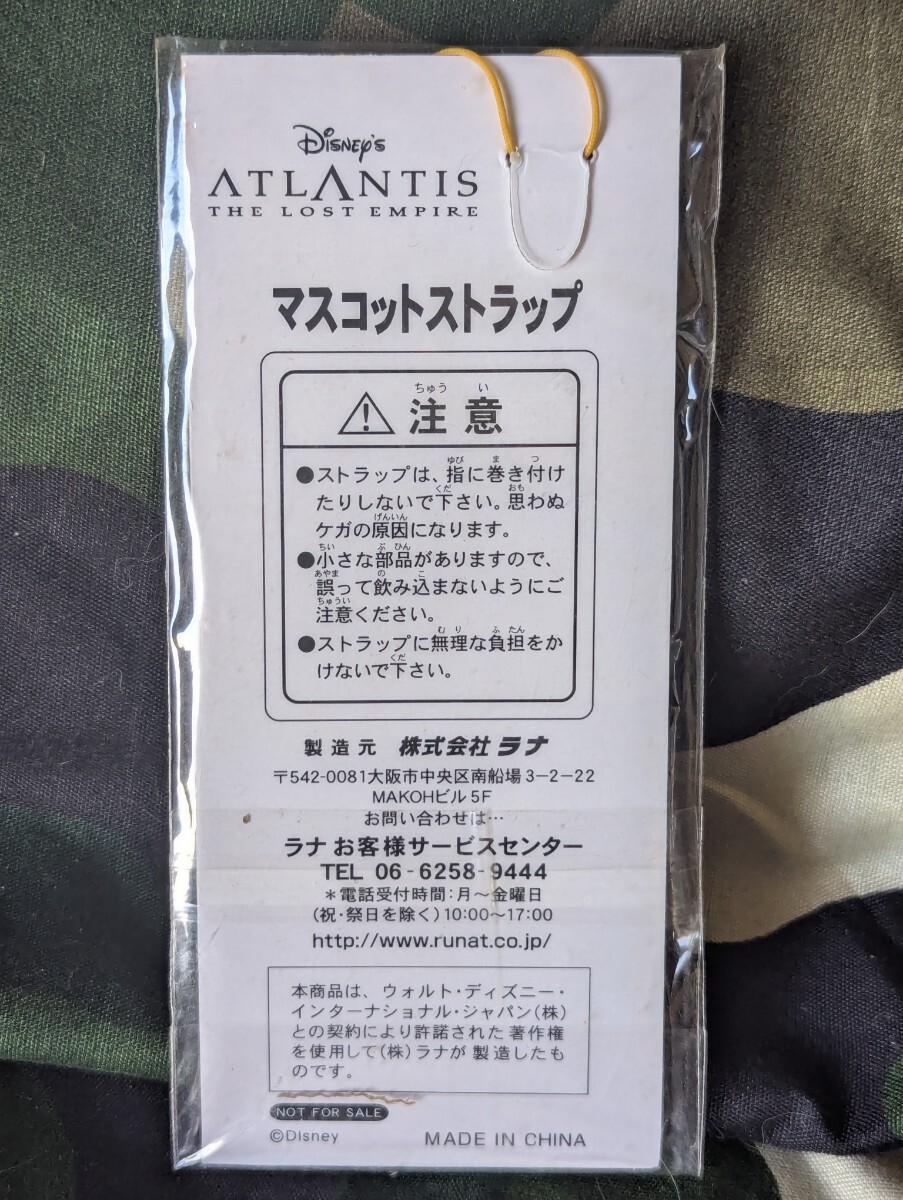 Disney's
ATLANTIS
THE LOST EMPIRE
マスコットストラップ
ちゅう い
注意
ゆび ま つ
●ストラップは、指に巻き付け
くだ おも
たりしないで下さい。思わぬ
げんいん
ケガの原因になります。
ちい ぶ ひん
●小さな部品がありますので、
あやま の こ
誤って飲み込まないようにご
ちゅうい
注意ください。
む り ふ たん
●ストラップに無理な負担をか
くだ
けないで下さい。
製造元 株式会社 ラナ
〒542-0081大阪市中央区南船場3-2-22
MAKOHビル5F
お問い合わせは…
ラナ お客様サービスセンター
TEL 06-6258-9444
*電話受付時間:月〜金曜日
(祝・祭日を除く)10:00〜17:00
http://www.runat.co.jp/
本商品は、ウォルト・ディズニー・
インターナショナル・ジャパン(株)
との契約により許諾された著作権
を使用して(株)ラナが製造したも
のです。
NOT FOR SALE
©Disney MADE IN CHINA